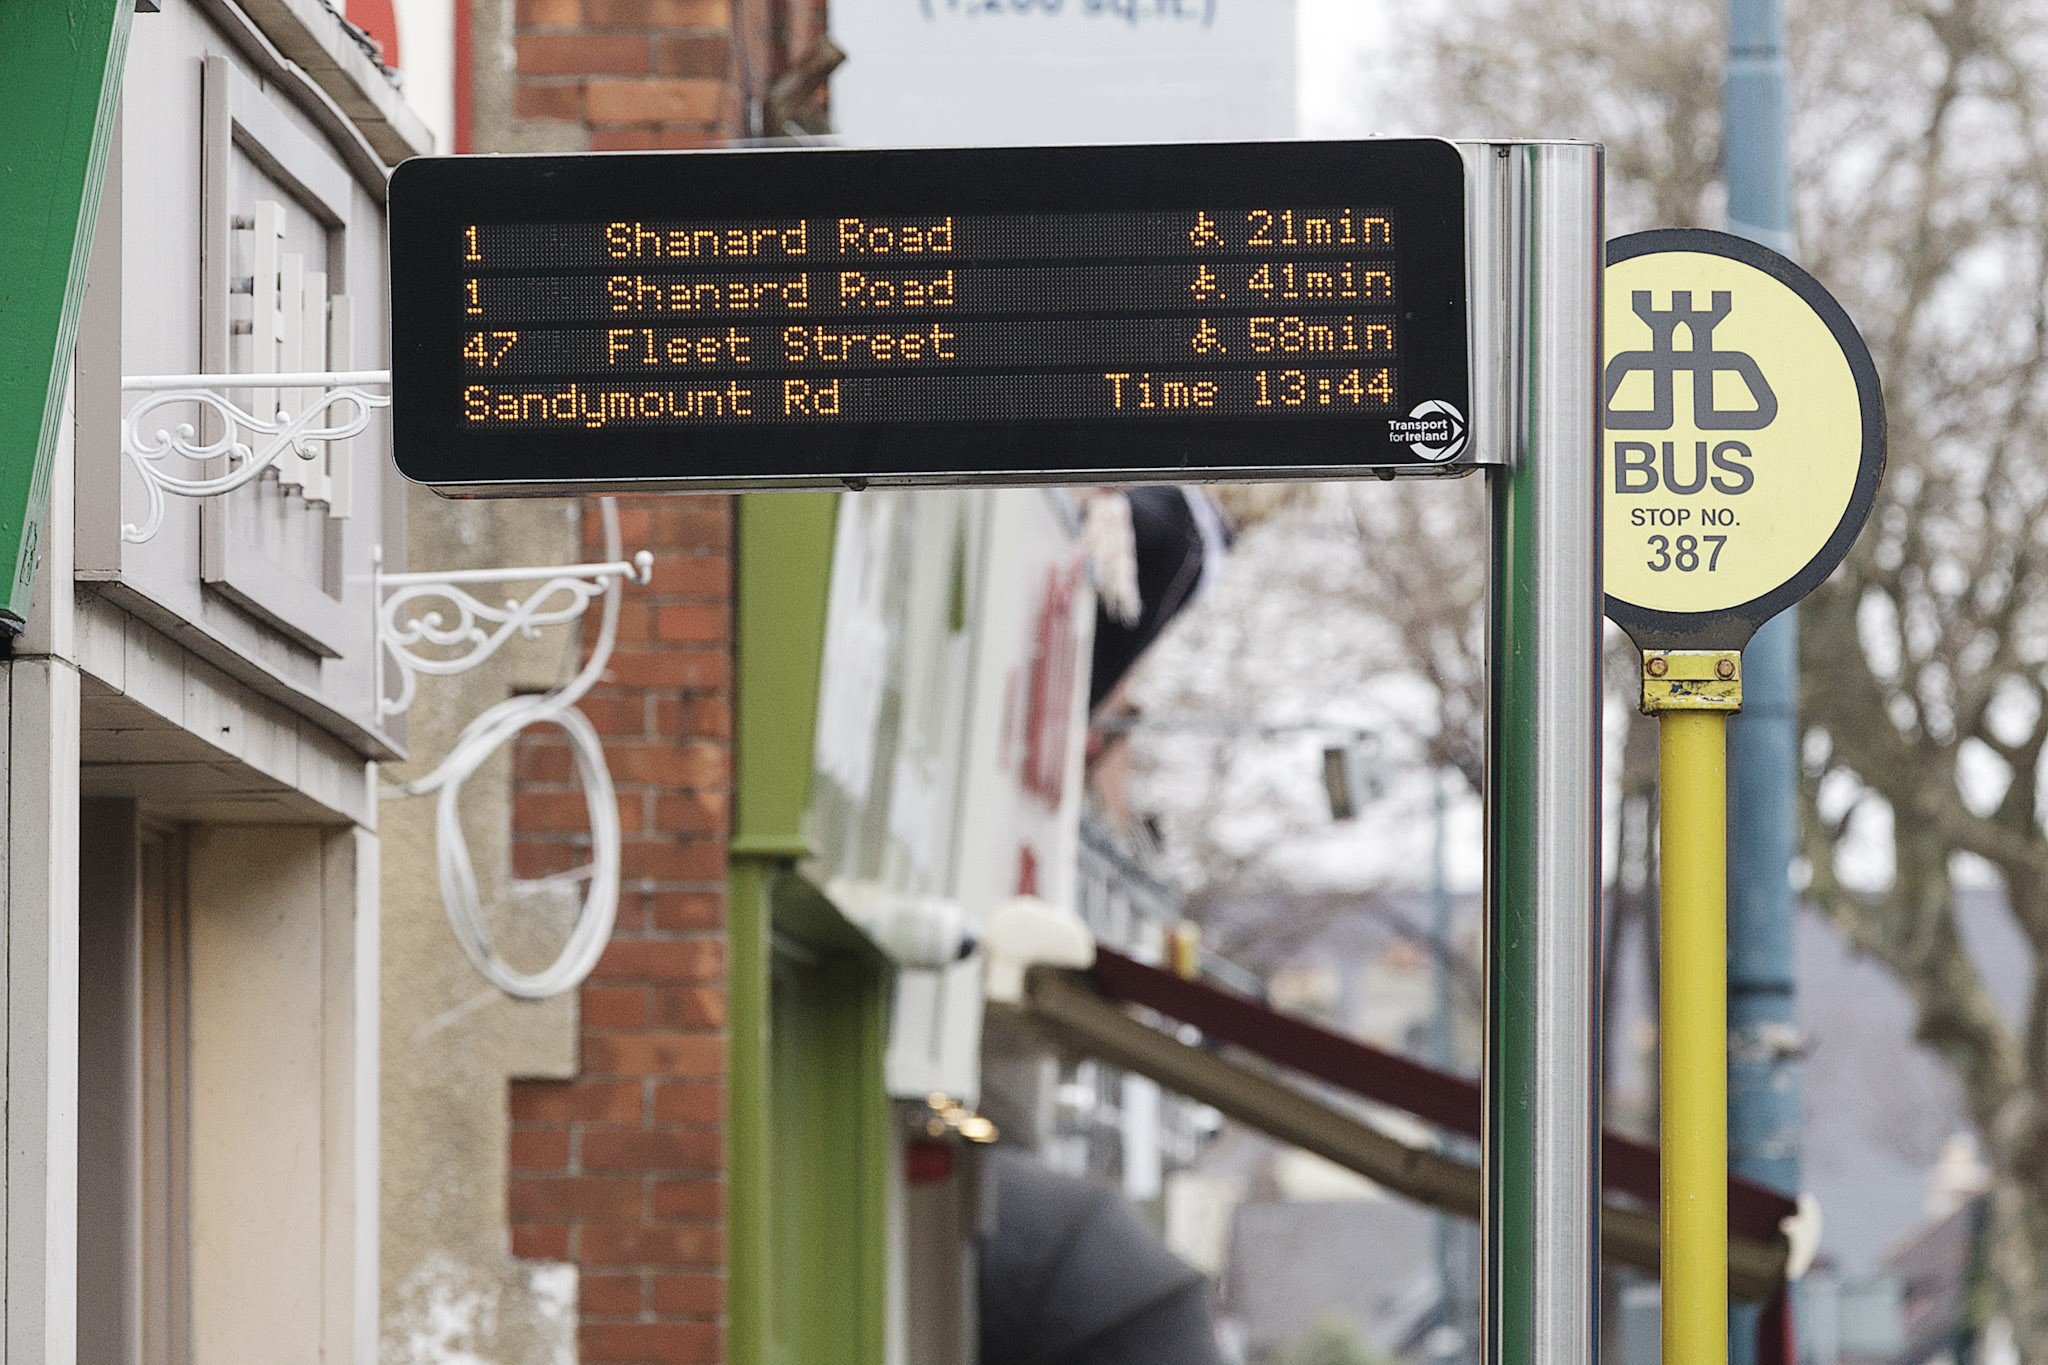 1 Shanard Road 21min
1 Shanard Road 41min
47 Fleet Street 58min
Sandymount Rd Time 13:44
Transport
for Ireland
BUS
STOP NO.
387